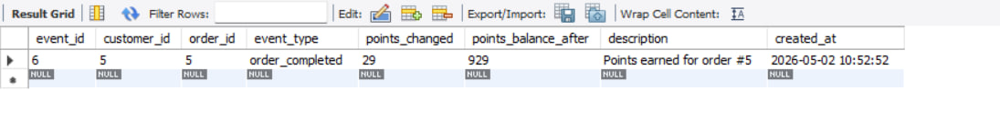 Result Grid Filter Rows: Edit: Export/Import: Wrap Cell Content: IA
event_id customer_id order_id event_type points_changed points_balance_after description created_at
6 5 5 order_completed 29 929 Points earned for order #5 2026-05-02 10:52:52
NULL NULL NULL NULL NULL NULL NULL NULL